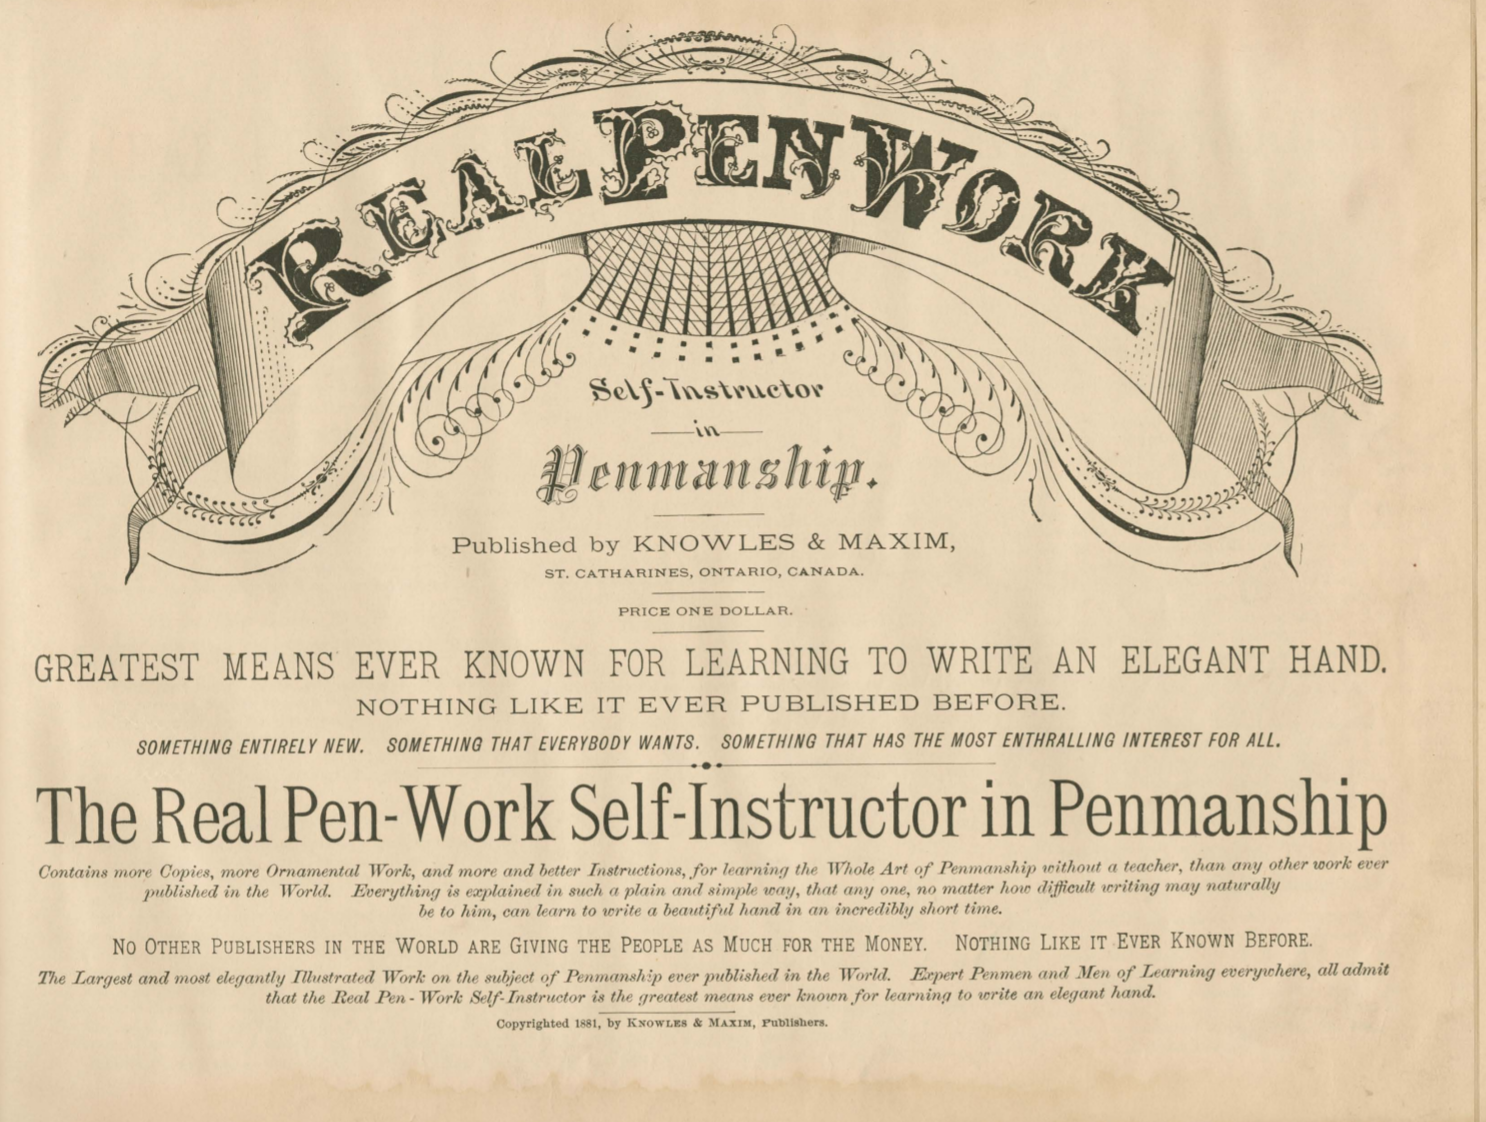 REAL PEN WORK
Self-Instructor
in
Penmanship.
Published by KNOWLES & MAXIM,
ST. CATHARINES, ONTARIO, CANADA.
PRICE ONE DOLLAR.
GREATEST MEANS EVER KNOWN FOR LEARNING TO WRITE AN ELEGANT HAND.
NOTHING LIKE IT EVER PUBLISHED BEFORE.
SOMETHING ENTIRELY NEW. SOMETHING THAT EVERYBODY WANTS. SOMETHING THAT HAS THE MOST ENTHRALLING INTEREST FOR ALL.
The Real Pen-Work Self-Instructor in Penmanship
Contains more Copies, more Ornamental Work, and more and better Instructions, for learning the Whole Art of Penmanship without a teacher, than any other work ever
published in the World. Everything is explained in such a plain and simple way, that any one, no matter how difficult writing may naturally
be to him, can learn to write a beautiful hand in an incredibly short time.
NO OTHER PUBLISHERS IN THE WORLD ARE GIVING THE PEOPLE AS MUCH FOR THE MONEY. NOTHING LIKE IT EVER KNOWN BEFORE.
The Largest and most elegantly Illustrated Work on the subject of Penmanship ever published in the World. Expert Penmen and Men of Learning everywhere, all admit
that the Real Pen-Work Self-Instructor is the greatest means ever known for learning to write an elegant hand.
Copyrighted 1881, by KNOWLES & MAXIM, Publishers.